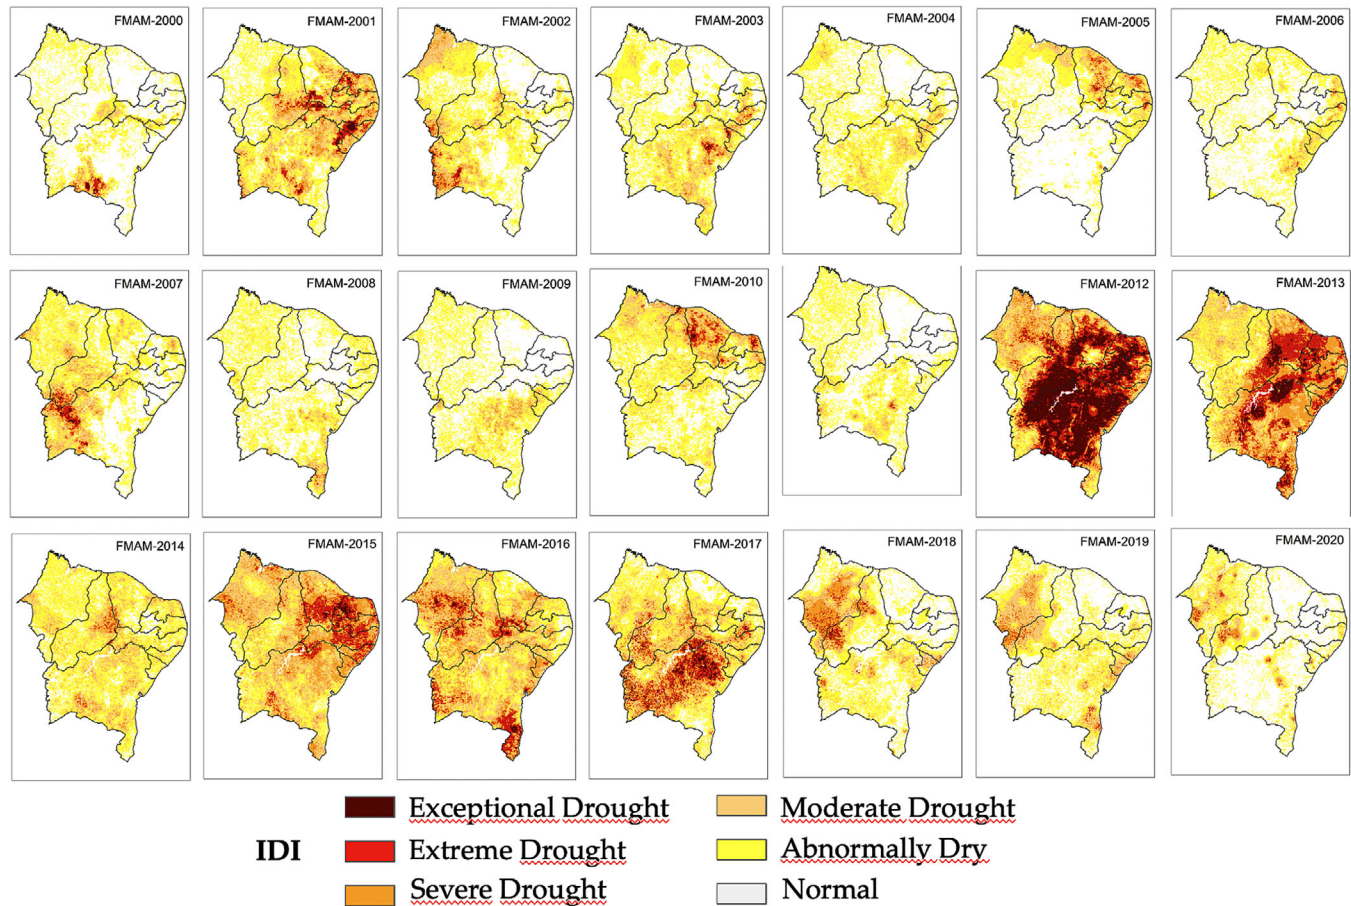 FMAM-2000
FMAM-2001
FMAM-2002
FMAM-2003
FMAM-2004
FMAM-2005
FMAM-2006
FMAM-2007
FMAM-2008
FMAM-2009
FMAM-2010
FMAM-2012
FMAM-2013
FMAM-2014
FMAM-2015
FMAM-2016
FMAM-2017
FMAM-2018
FMAM-2019
FMAM-2020
IDI
Exceptional Drought
Extreme Drought
Severe Drought
Moderate Drought
Abnormally Dry
Normal